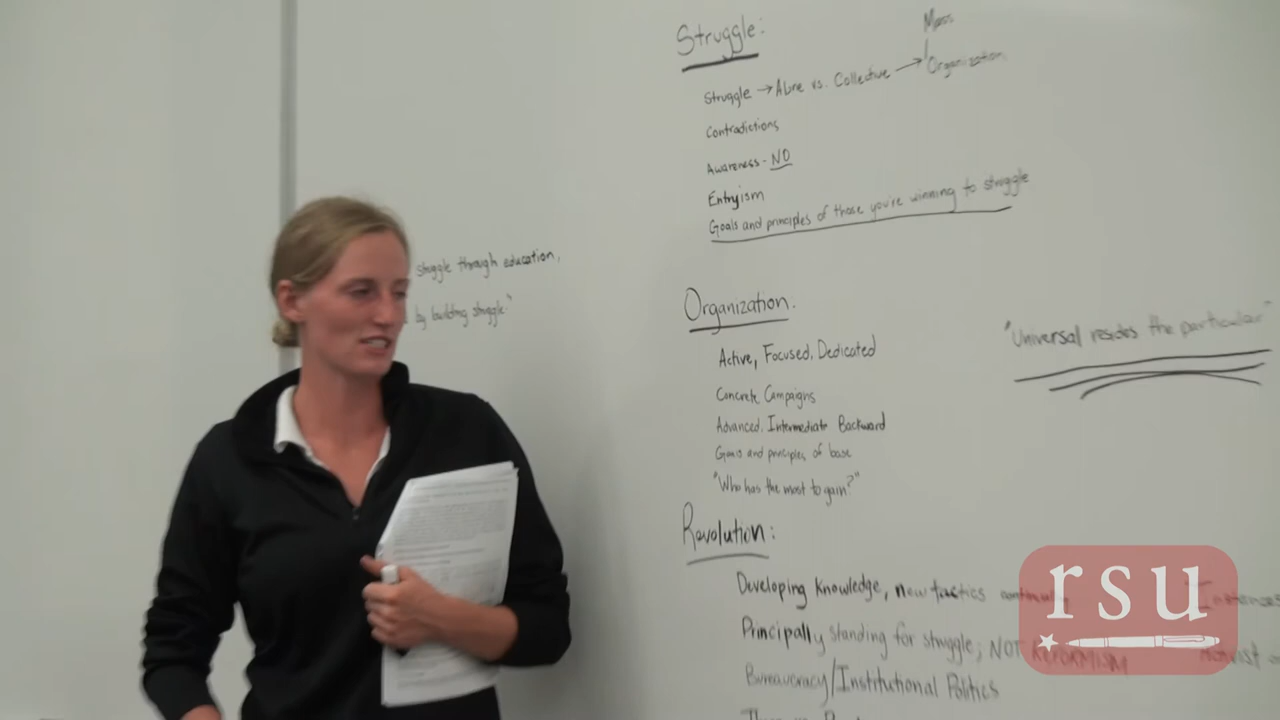 Struggle:
Mass
Struggle → Alone vs. Collective → Organization
Contradictions
Awareness - NO
Entryism
Goals and principles of those you're winning to struggle
struggle through education,
by building struggle"
Organization.
Active, Focused, Dedicated
Concrete Campaigns
Advanced, Intermediate Backward
Goals and principles of base
"Who has the most to gain?"
"Universal resides the particular"
Revolution:
Developing Knowledge, new tactics
Principally standing for struggle, NOT REFORMISM
Bureaucracy/Institutional Politics
rsu